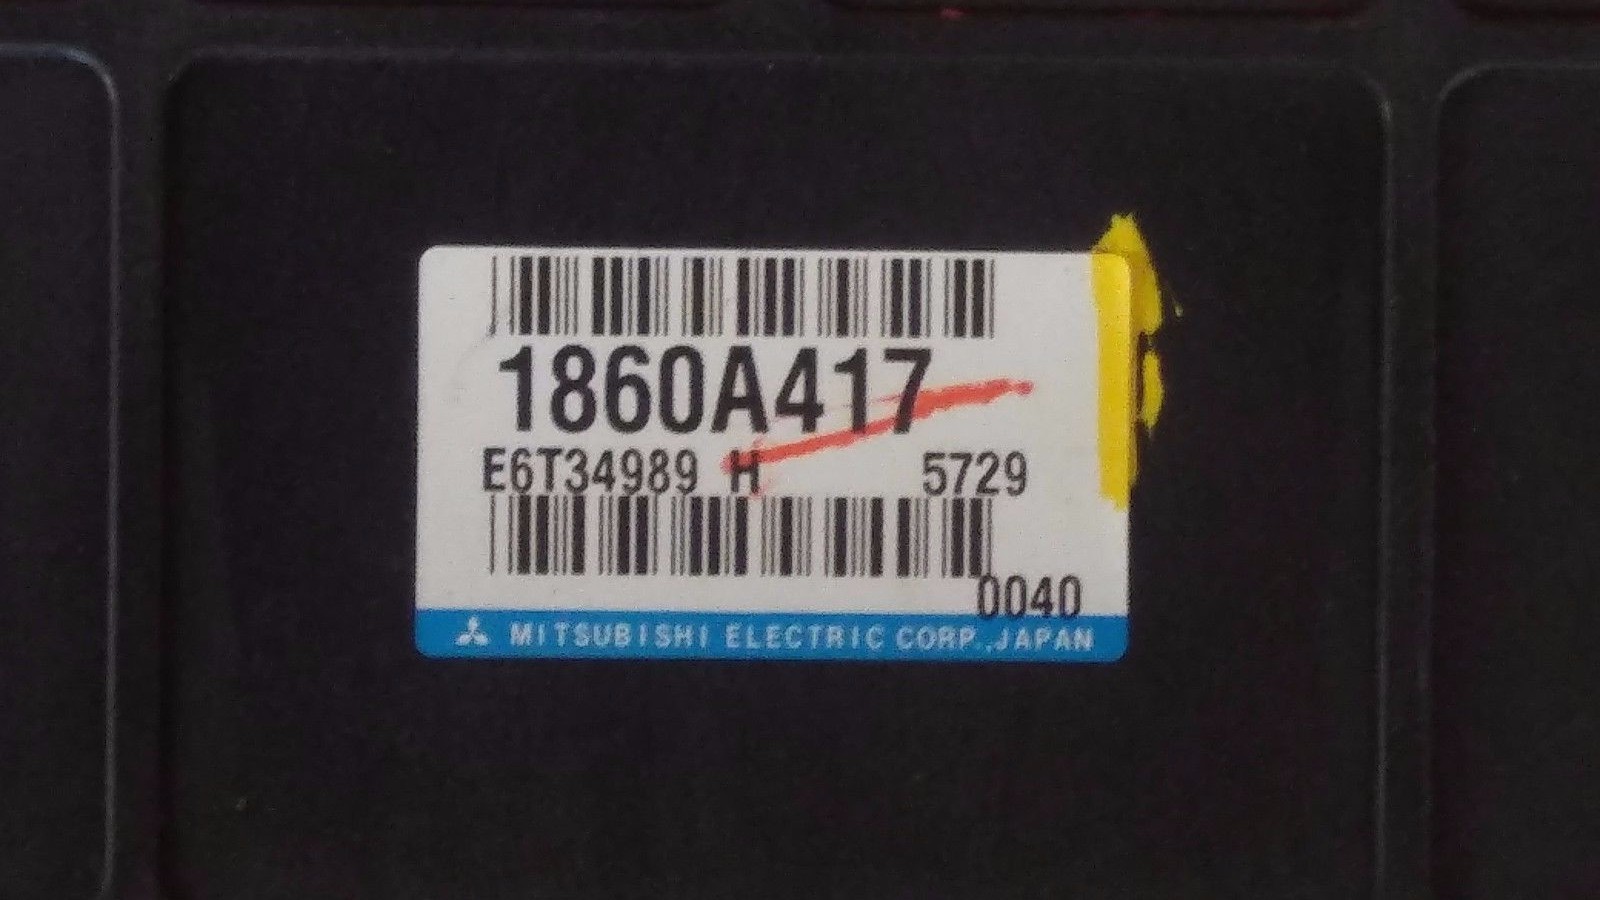 1860A417
E6T34989 H 5729
0040
MITSUBISHI ELECTRIC CORP.,JAPAN